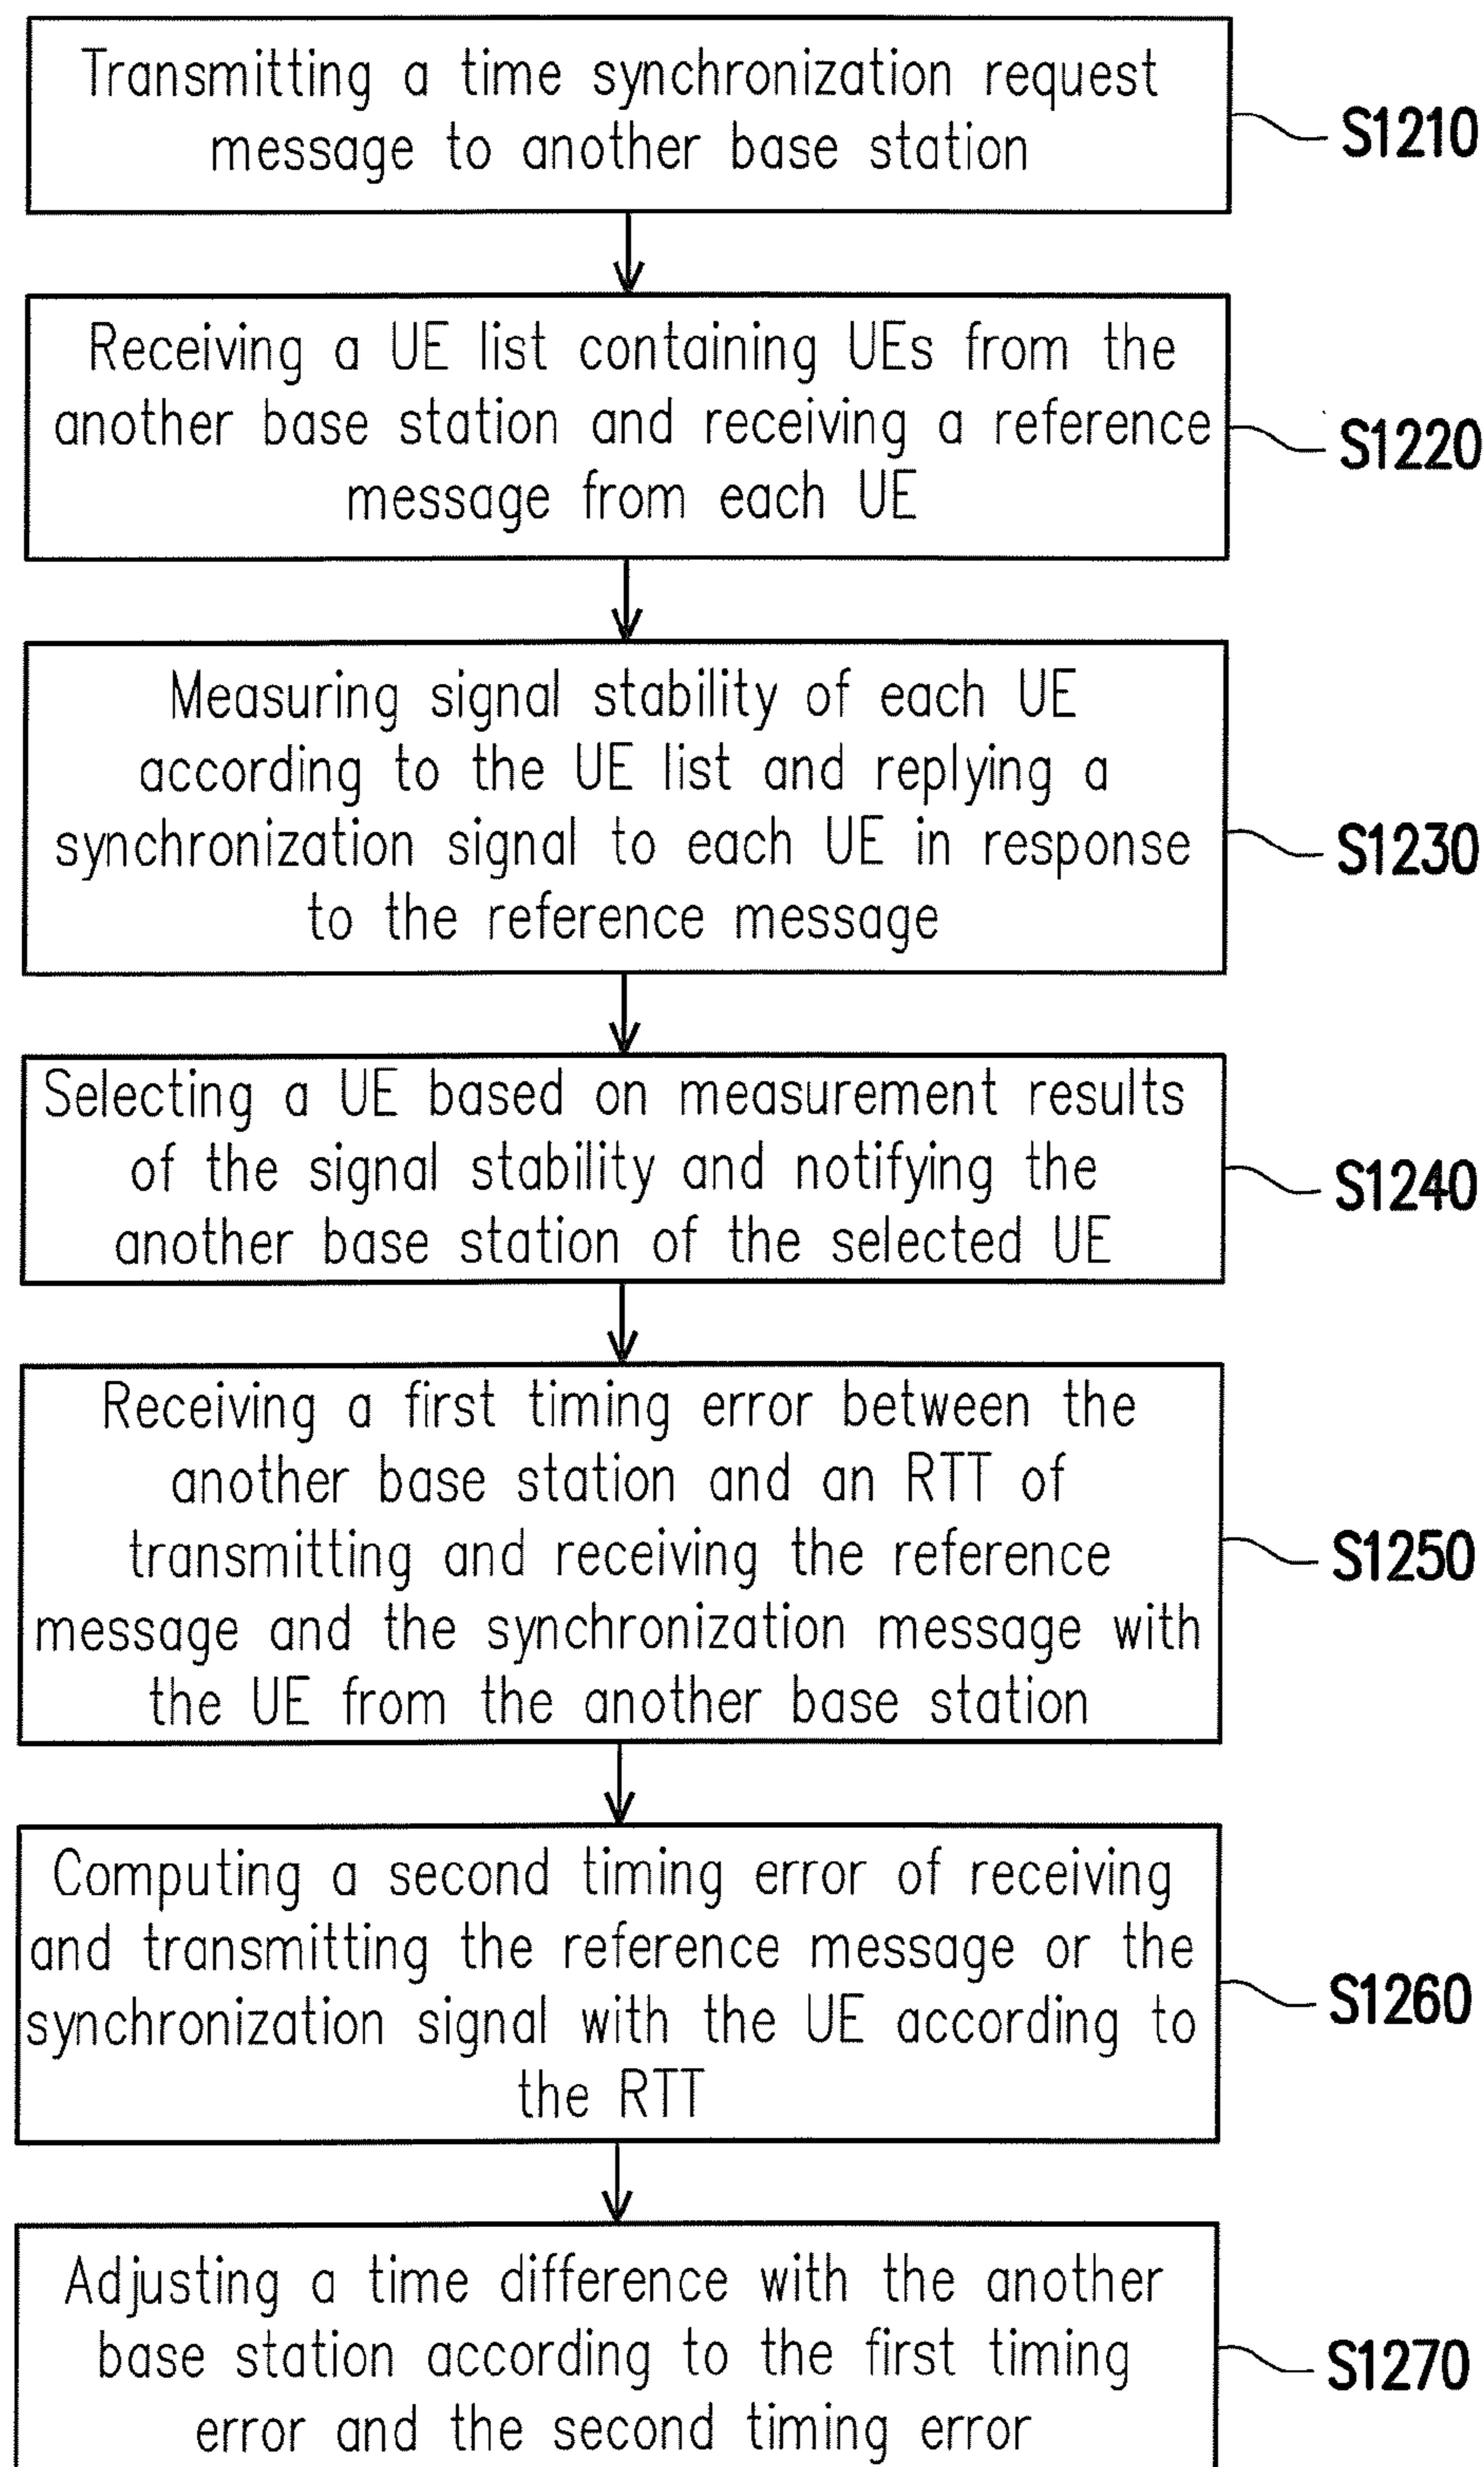 Transmitting a time synchronization request
message to another base station
S1210
Receiving a UE list containing UEs from the
another base station and receiving a reference
message from each UE
S1220
Measuring signal stability of each UE
according to the UE list and replying a
synchronization signal to each UE in response
to the reference message
S1230
Selecting a UE based on measurement results
of the signal stability and notifying the
another base station of the selected UE
S1240
Receiving a first timing error between the
another base station and an RTT of
transmitting and receiving the reference
message and the synchronization message with
the UE from the another base station
S1250
Computing a second timing error of receiving
and transmitting the reference message or the
synchronization signal with the UE according to
the RTT
S1260
Adjusting a time difference with the another
base station according to the first timing
error and the second timing error
S1270